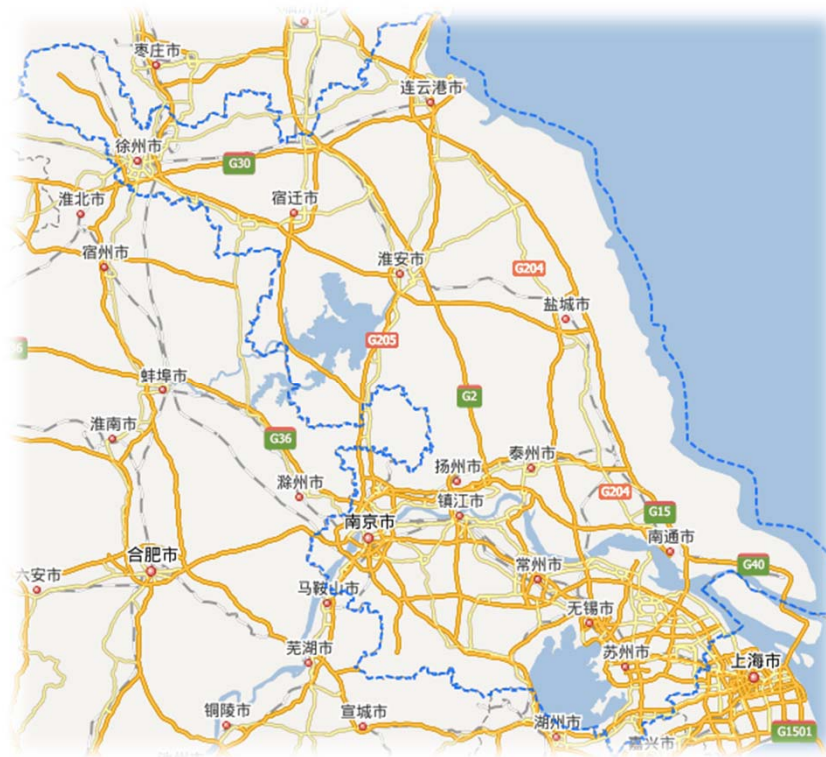 枣庄市
连云港市
徐州市
G30
淮北市
宿迁市
宿州市
淮安市
G204
盐城市
G205
蚌埠市
G2
淮南市
G36
扬州市
泰州市
滁州市
G204
镇江市
G15
南京市
南通市
合肥市
G40
常州市
六安市
马鞍山市
无锡市
芜湖市
苏州市
上海市
铜陵市
宣城市
湖州市
G1501
嘉兴市